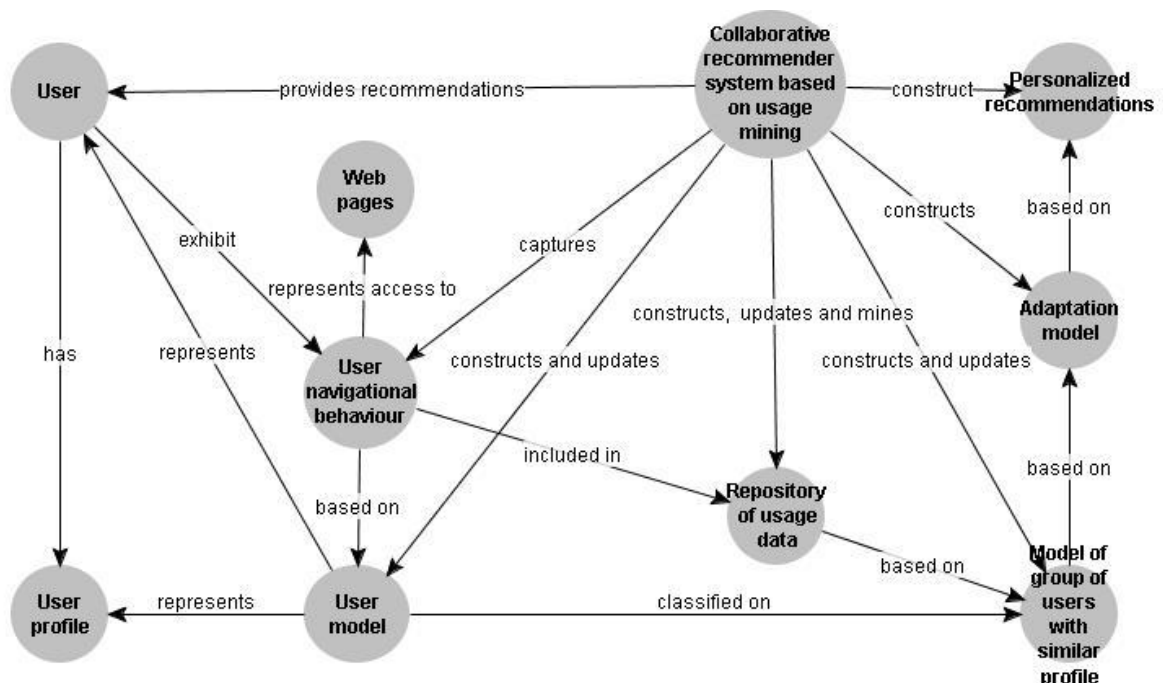 Collaborative
recommender
system based
on usage
mining
User
provides recommendations
construct
Personalized
recommendations
Web
pages
exhibit
captures
constructs
based on
represents access to
Adaptation
model
constructs, updates and mines
has
represents
constructs and updates
constructs and updates
User
navigational
behaviour
included in
based on
based on
Repository
of usage
data
based on
User
profile
represents
User
model
classified on
Model of
group of
users
with
similar
profile